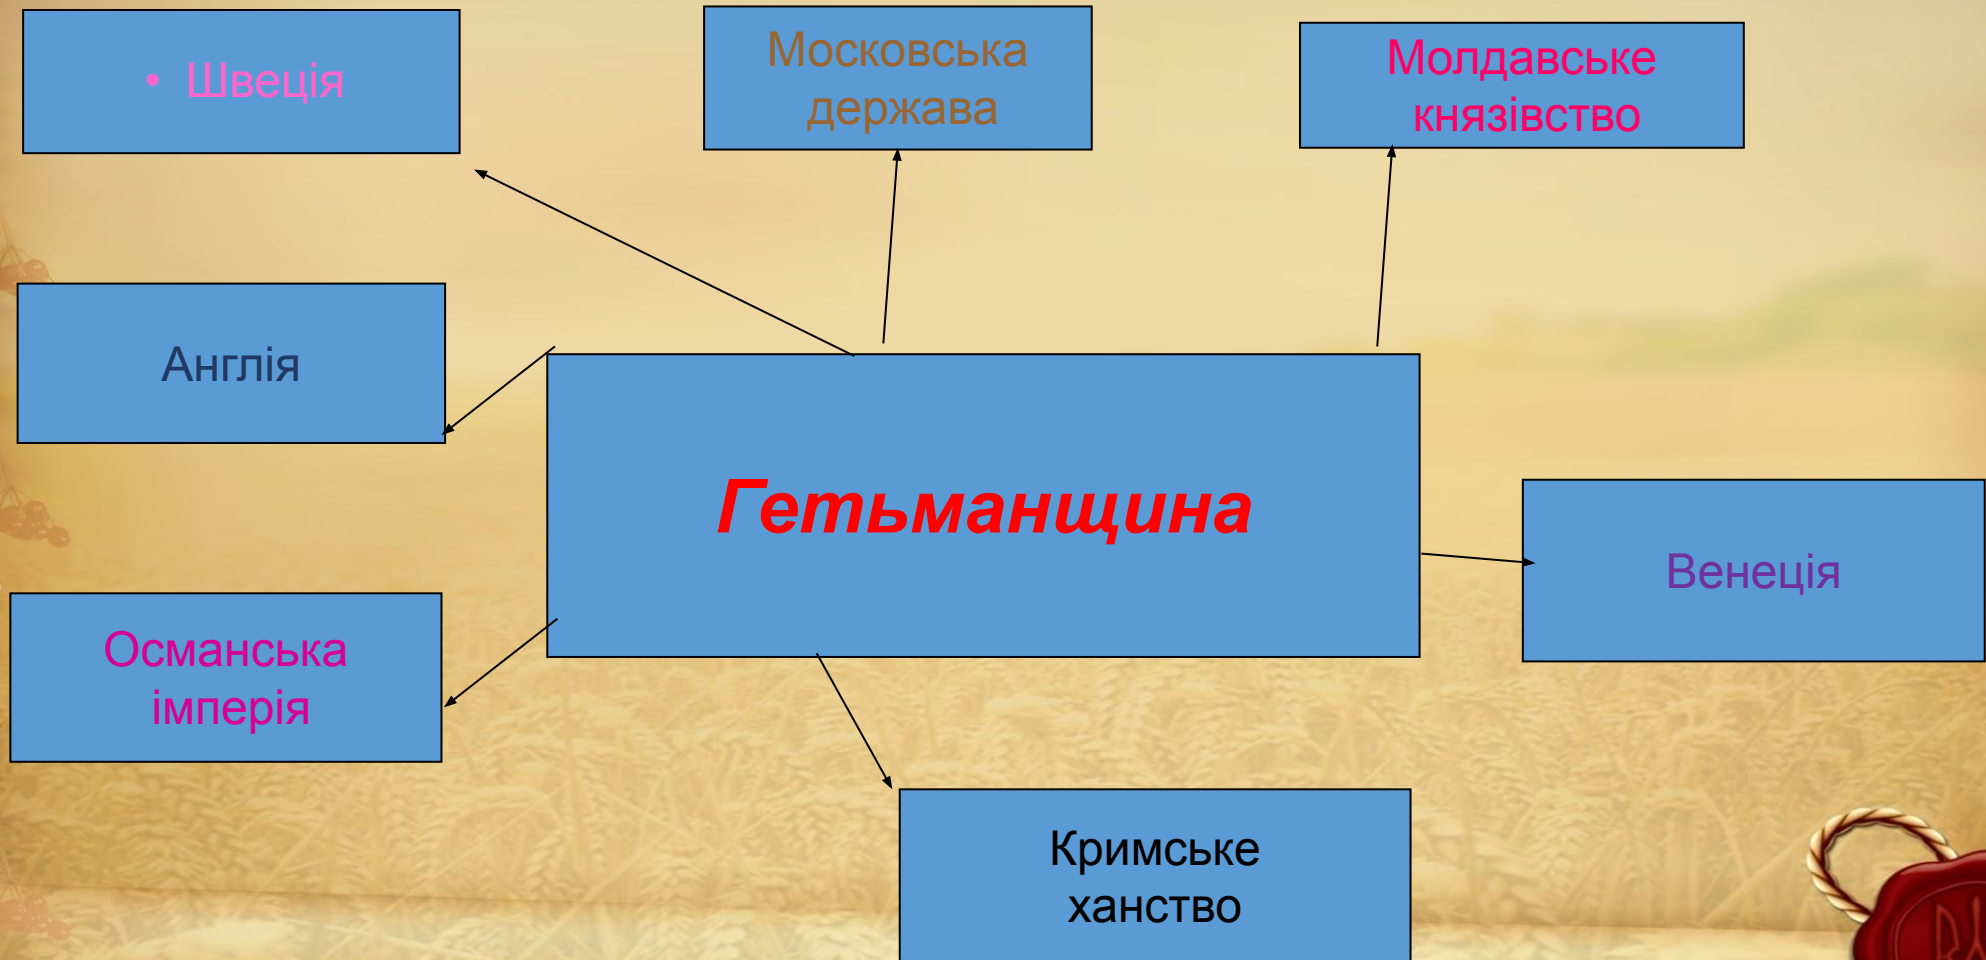 • Швеція
Московська
держава
Молдавське
князівство
Англія
Гетьманщина
Венеція
Османська
імперія
Кримське
ханство